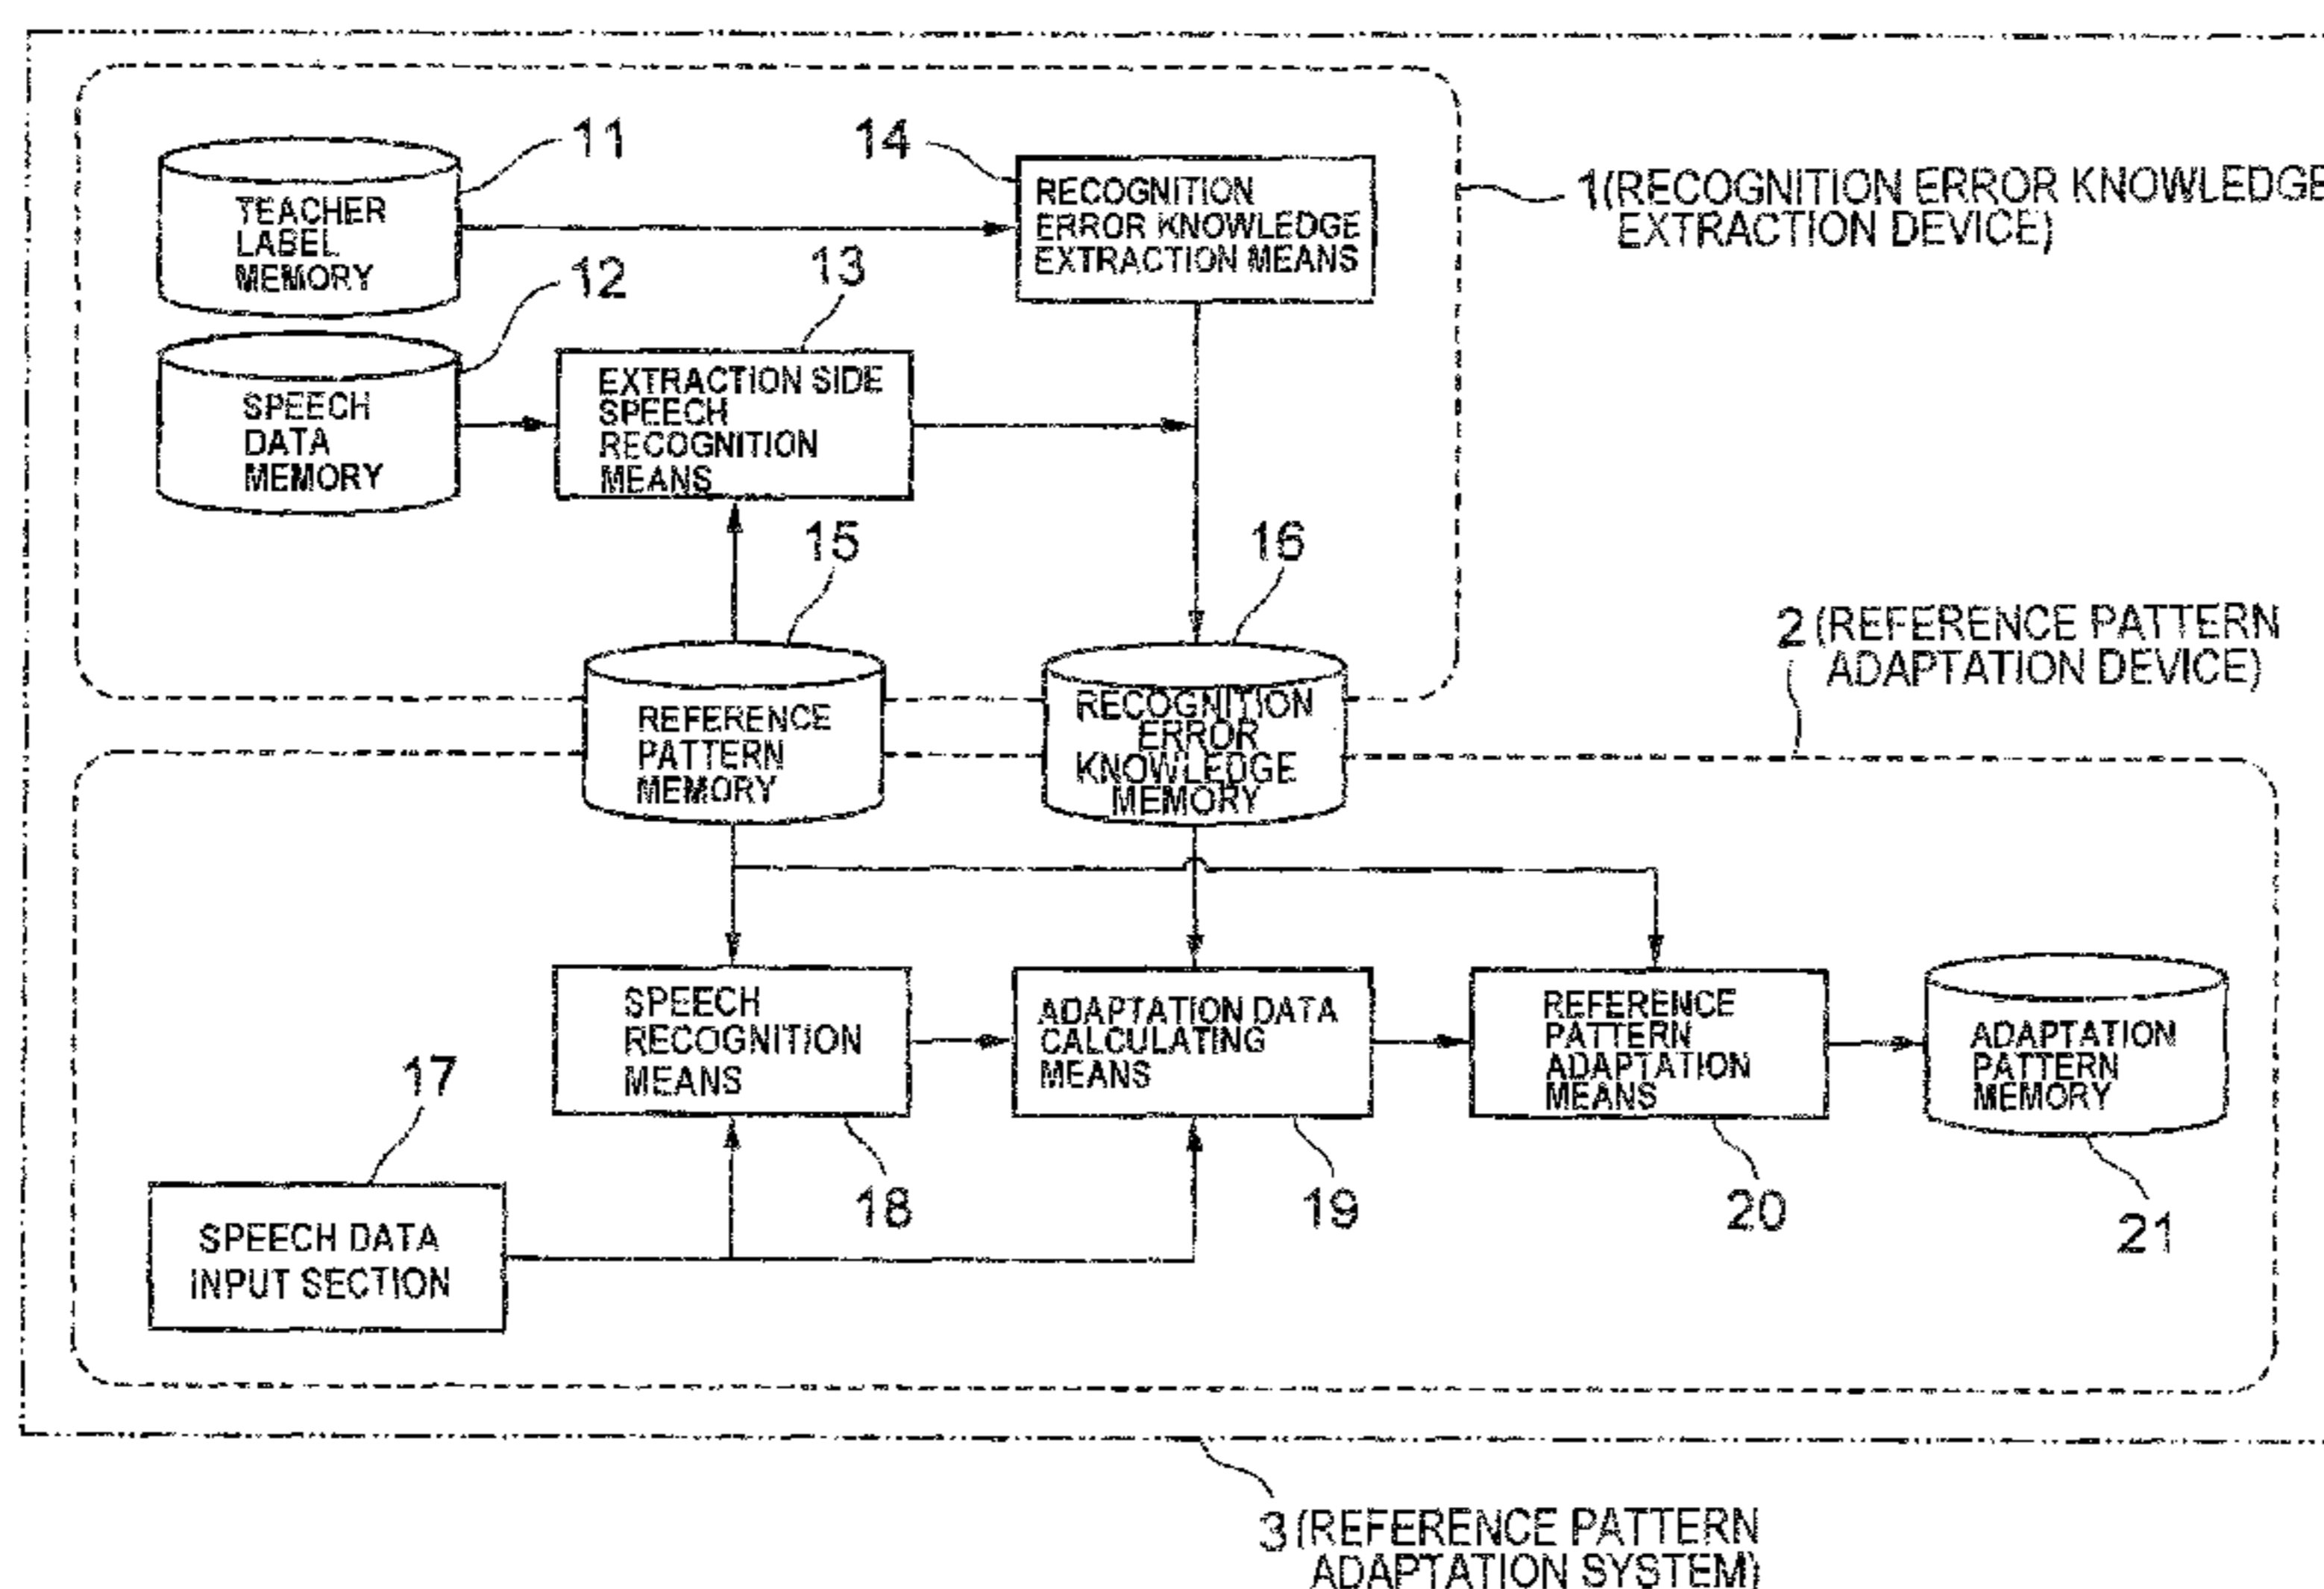 11
TEACHER
LABEL
MEMORY
14
RECOGNITION
ERROR KNOWLEDGE
EXTRACTION MEANS
1(RECOGNITION ERROR KNOWLEDGE
EXTRACTION DEVICE)
12
SPEECH
DATA
MEMORY
13
EXTRACTION SIDE
SPEECH
RECOGNITION
MEANS
15
REFERENCE
PATTERN
MEMORY
16
RECOGNITION
ERROR
KNOWLEDGE
MEMORY
2 (REFERENCE PATTERN
ADAPTATION DEVICE)
SPEECH
RECOGNITION
MEANS
18
ADAPTATION DATA
CALCULATING
MEANS
19
REFERENCE
PATTERN
ADAPTATION
MEANS
20
ADAPTATION
PATTERN
MEMORY
21
17
SPEECH DATA
INPUT SECTION
3 (REFERENCE PATTERN
ADAPTATION SYSTEM)